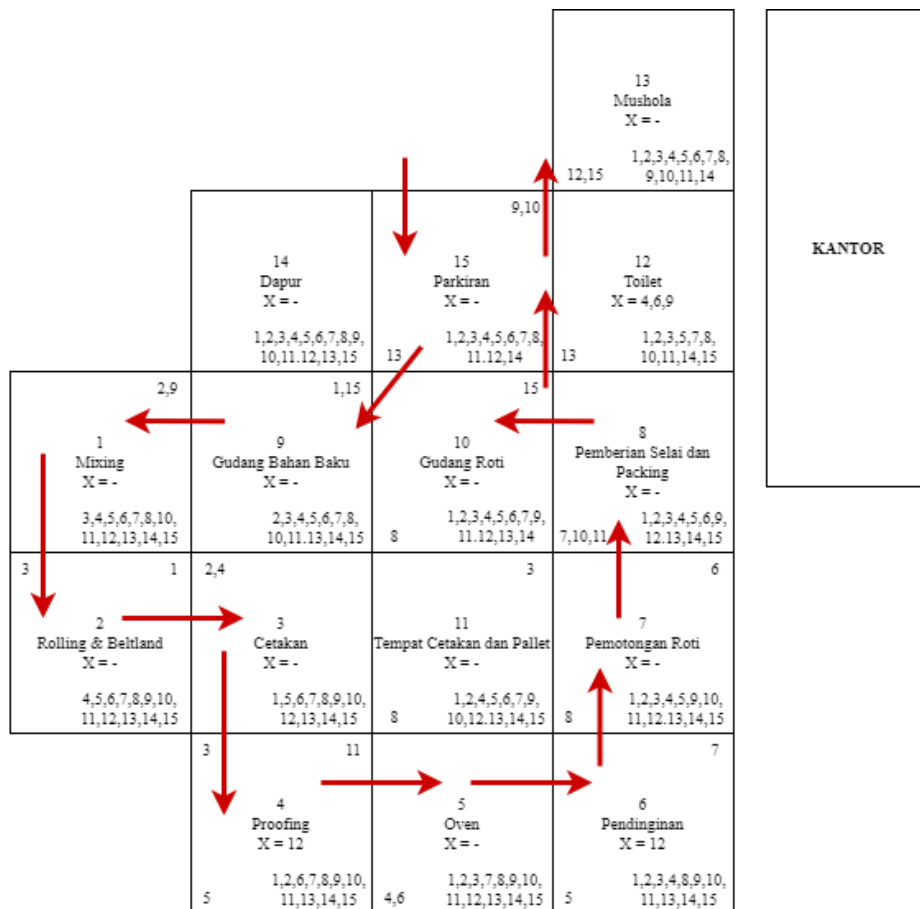 13
Mushola
X = -
12,15
1,2,3,4,5,6,7,8,
9,10,11,14
KANTOR
14
Dapur
X = -
1,2,3,4,5,6,7,8,9,
10,11.12,13,15
9,10
15
Parkiran
X = -
13
1,2,3,4,5,6,7,8,
11.12,14
12
Toilet
X = 4,6,9
13
1,2,3,5,7,8,
10,11,14,15
2,9
1
Mixing
X = -
3,4,5,6,7,8,10,
11,12,13,14,15
1,15
9
Gudang Bahan Baku
X = -
2,3,4,5,6,7,8,
10,11.13,14,15
15
10
Gudang Roti
X = -
8
1,2,3,4,5,6,7,9,
11.12,13,14
8
Pemberian Selai dan
Packing
X = -
7,10,11
1,2,3,4,5,6,9,
12.13,14,15
3
1
2
Rolling & Beltland
X = -
4,5,6,7,8,9,10,
11,12,13,14,15
2,4
3
Cetakan
X = -
1,5,6,7,8,9,10,
12,13,14,15
3
11
Tempat Cetakan dan Pallet
X = -
8
1,2,4,5,6,7,9,
10,12.13,14,15
6
7
Pemotongan Roti
X = -
8
1,2,3,4,5,9,10,
11,12.13,14,15
3
11
4
Proofing
X = 12
5
1,2,6,7,8,9,10,
11,13,14,15
5
Oven
X = -
4,6
1,2,3,7,8,9,10,
11,12,13,14,15
7
6
Pendinginan
X = 12
5
1,2,3,4,8,9,10,
11,13,14,15